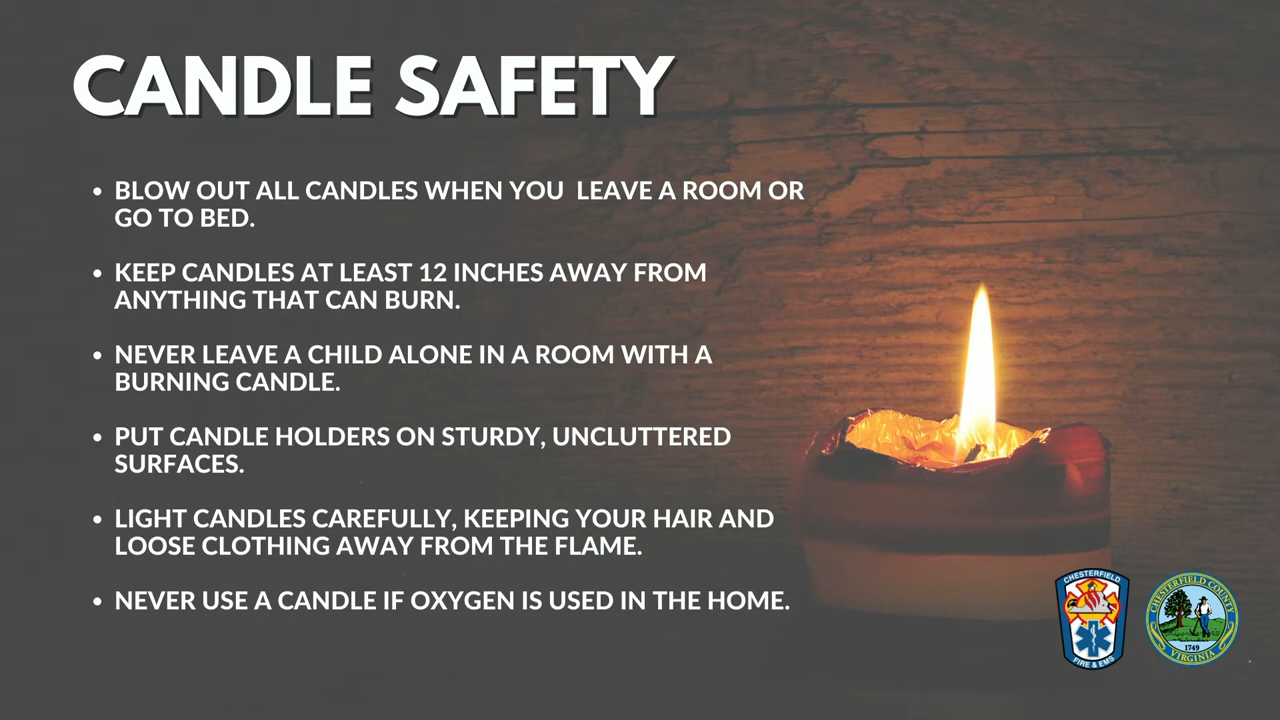 CANDLE SAFETY
• BLOW OUT ALL CANDLES WHEN YOU  LEAVE A ROOM OR
GO TO BED.
• KEEP CANDLES AT LEAST 12 INCHES AWAY FROM
ANYTHING THAT CAN BURN.
• NEVER LEAVE A CHILD ALONE IN A ROOM WITH A
BURNING CANDLE.
• PUT CANDLE HOLDERS ON STURDY, UNCLUTTERED
SURFACES.
• LIGHT CANDLES CAREFULLY, KEEPING YOUR HAIR AND
LOOSE CLOTHING AWAY FROM THE FLAME.
• NEVER USE A CANDLE IF OXYGEN IS USED IN THE HOME.
CHESTERFIELD
FIRE & EMS
CHESTERFIELD COUNTY
1749
VIRGINIA